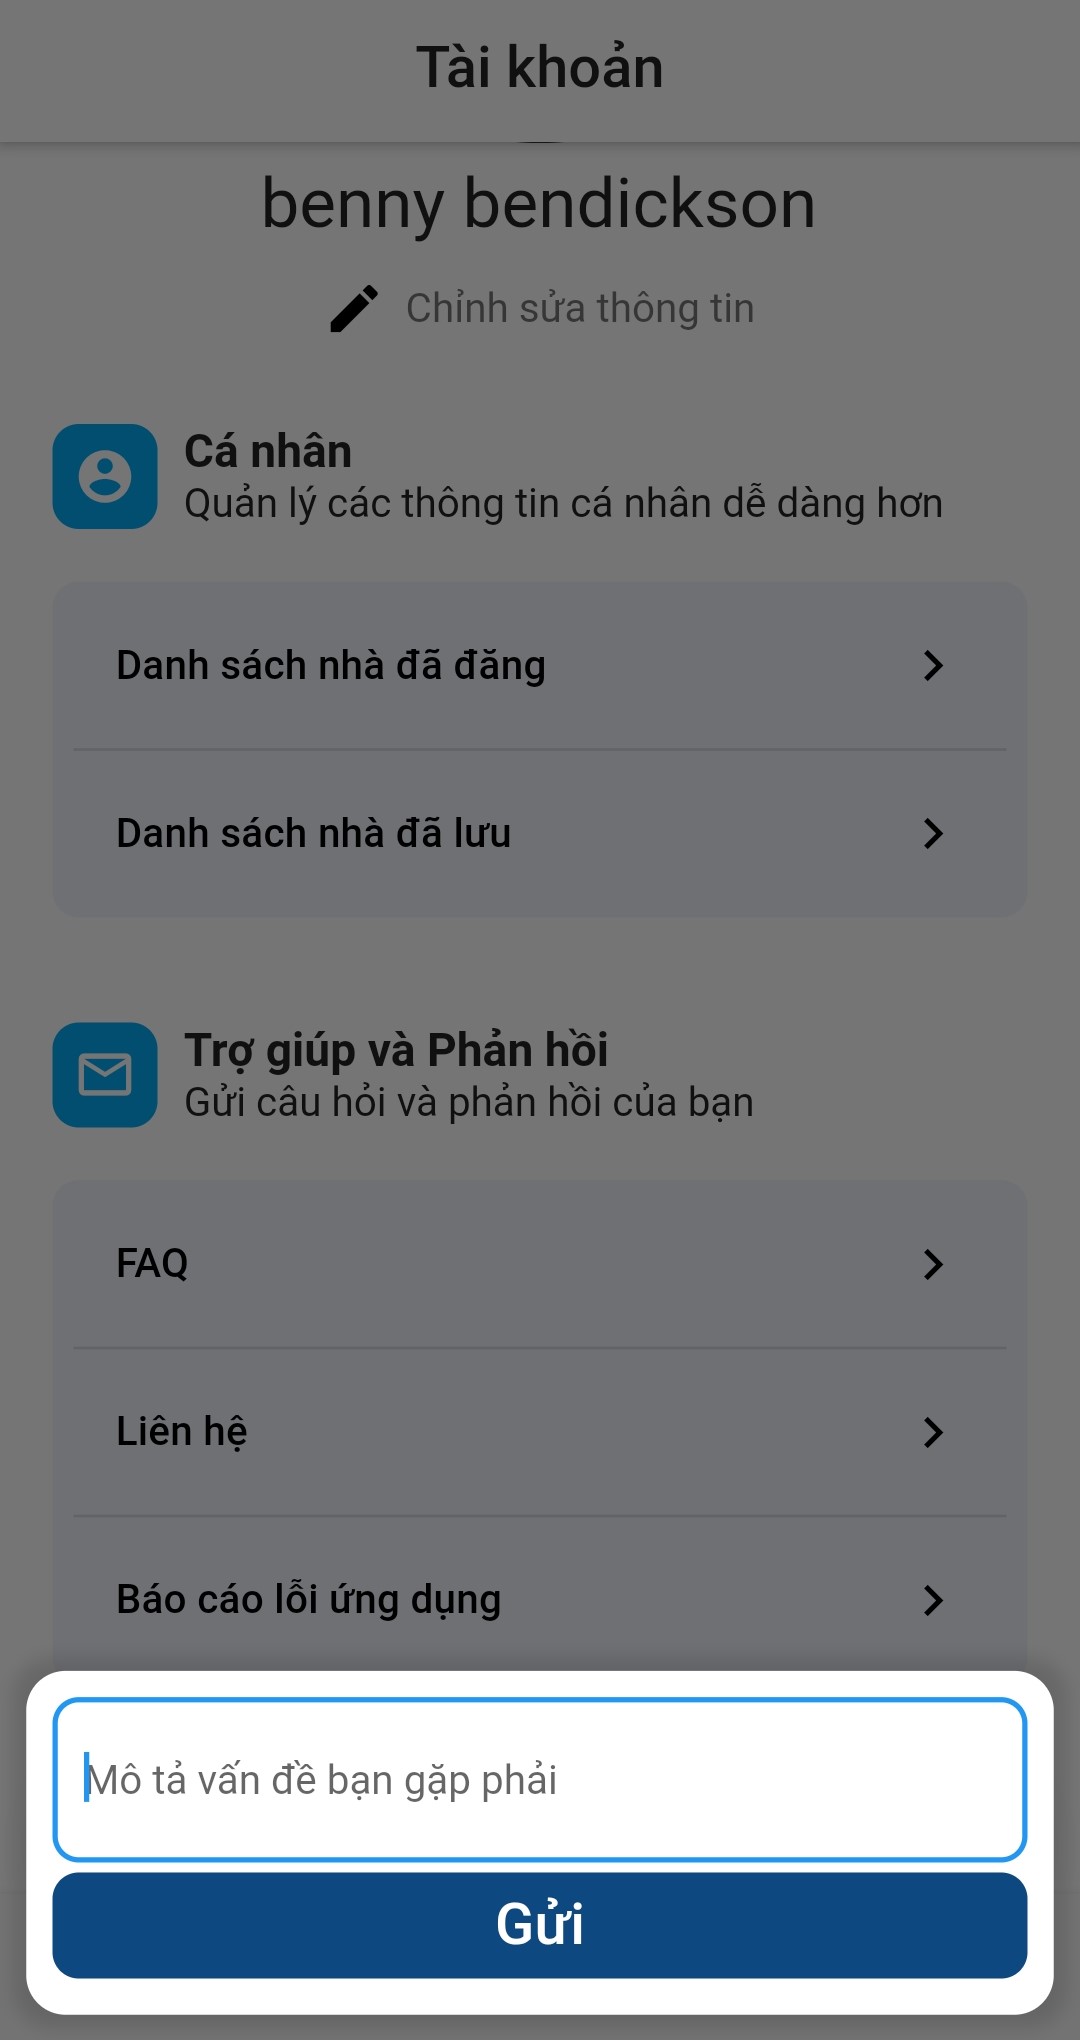 Tài khoản
benny bendickson
Chỉnh sửa thông tin
Cá nhân
Quản lý các thông tin cá nhân dễ dàng hơn
Danh sách nhà đã đăng
Danh sách nhà đã lưu
Trợ giúp và Phản hồi
Gửi câu hỏi và phản hồi của bạn
FAQ
Liên hệ
Báo cáo lỗi ứng dụng
Mô tả vấn đề bạn gặp phải
Gửi